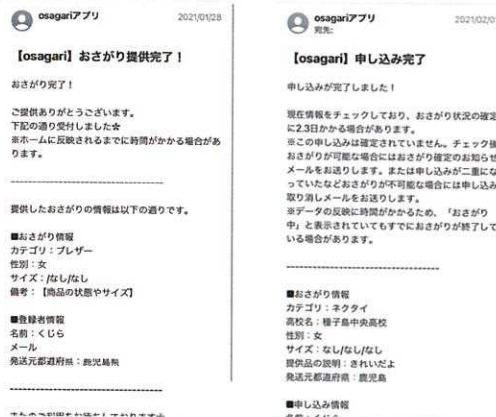 osagariアプリ
2021/01/28
【osagari】おさがり提供完了！
おさがり完了！
ご提供ありがとうございます。
下記の通り受付しました☆
※ホームに反映されるまでに時間がかかる場合があ
ります。
提供したおさがりの情報は以下の通りです。
■おさがり情報
カテゴリ：ブレザー
性別：女
サイズ：/なし/なし
備考：【商品の状態やサイズ】
■登録者情報
名前：くじら
メール
発送元都道府県：鹿児島県
またのご利用をお待ちしております☆
osagariアプリ
宛先:
2021/02/0
【osagari】申し込み完了
申し込みが完了しました！
現在情報をチェックしており、おさがり状況の確定
に2.3日かかる場合があります。
※この申し込みは確定されていません。チェック後
おさがりが可能な場合にはおさがり確定のお知らせ
メールをお送りします。または申し込みが二重にな
っていたなどおさがりが不可能な場合には申し込み
取り消しメールをお送りします。
※データの反映に時間がかかるため、「おさがり
中」と表示されていてもすでにおさがりが終了して
いる場合があります。
■おさがり情報
カテゴリ：ネクタイ
高校名：種子島中央高校
性別：女
サイズ：なし/なし/なし
提供品の説明：きれいだよ
発送元都道府県：鹿児島
■申し込み情報